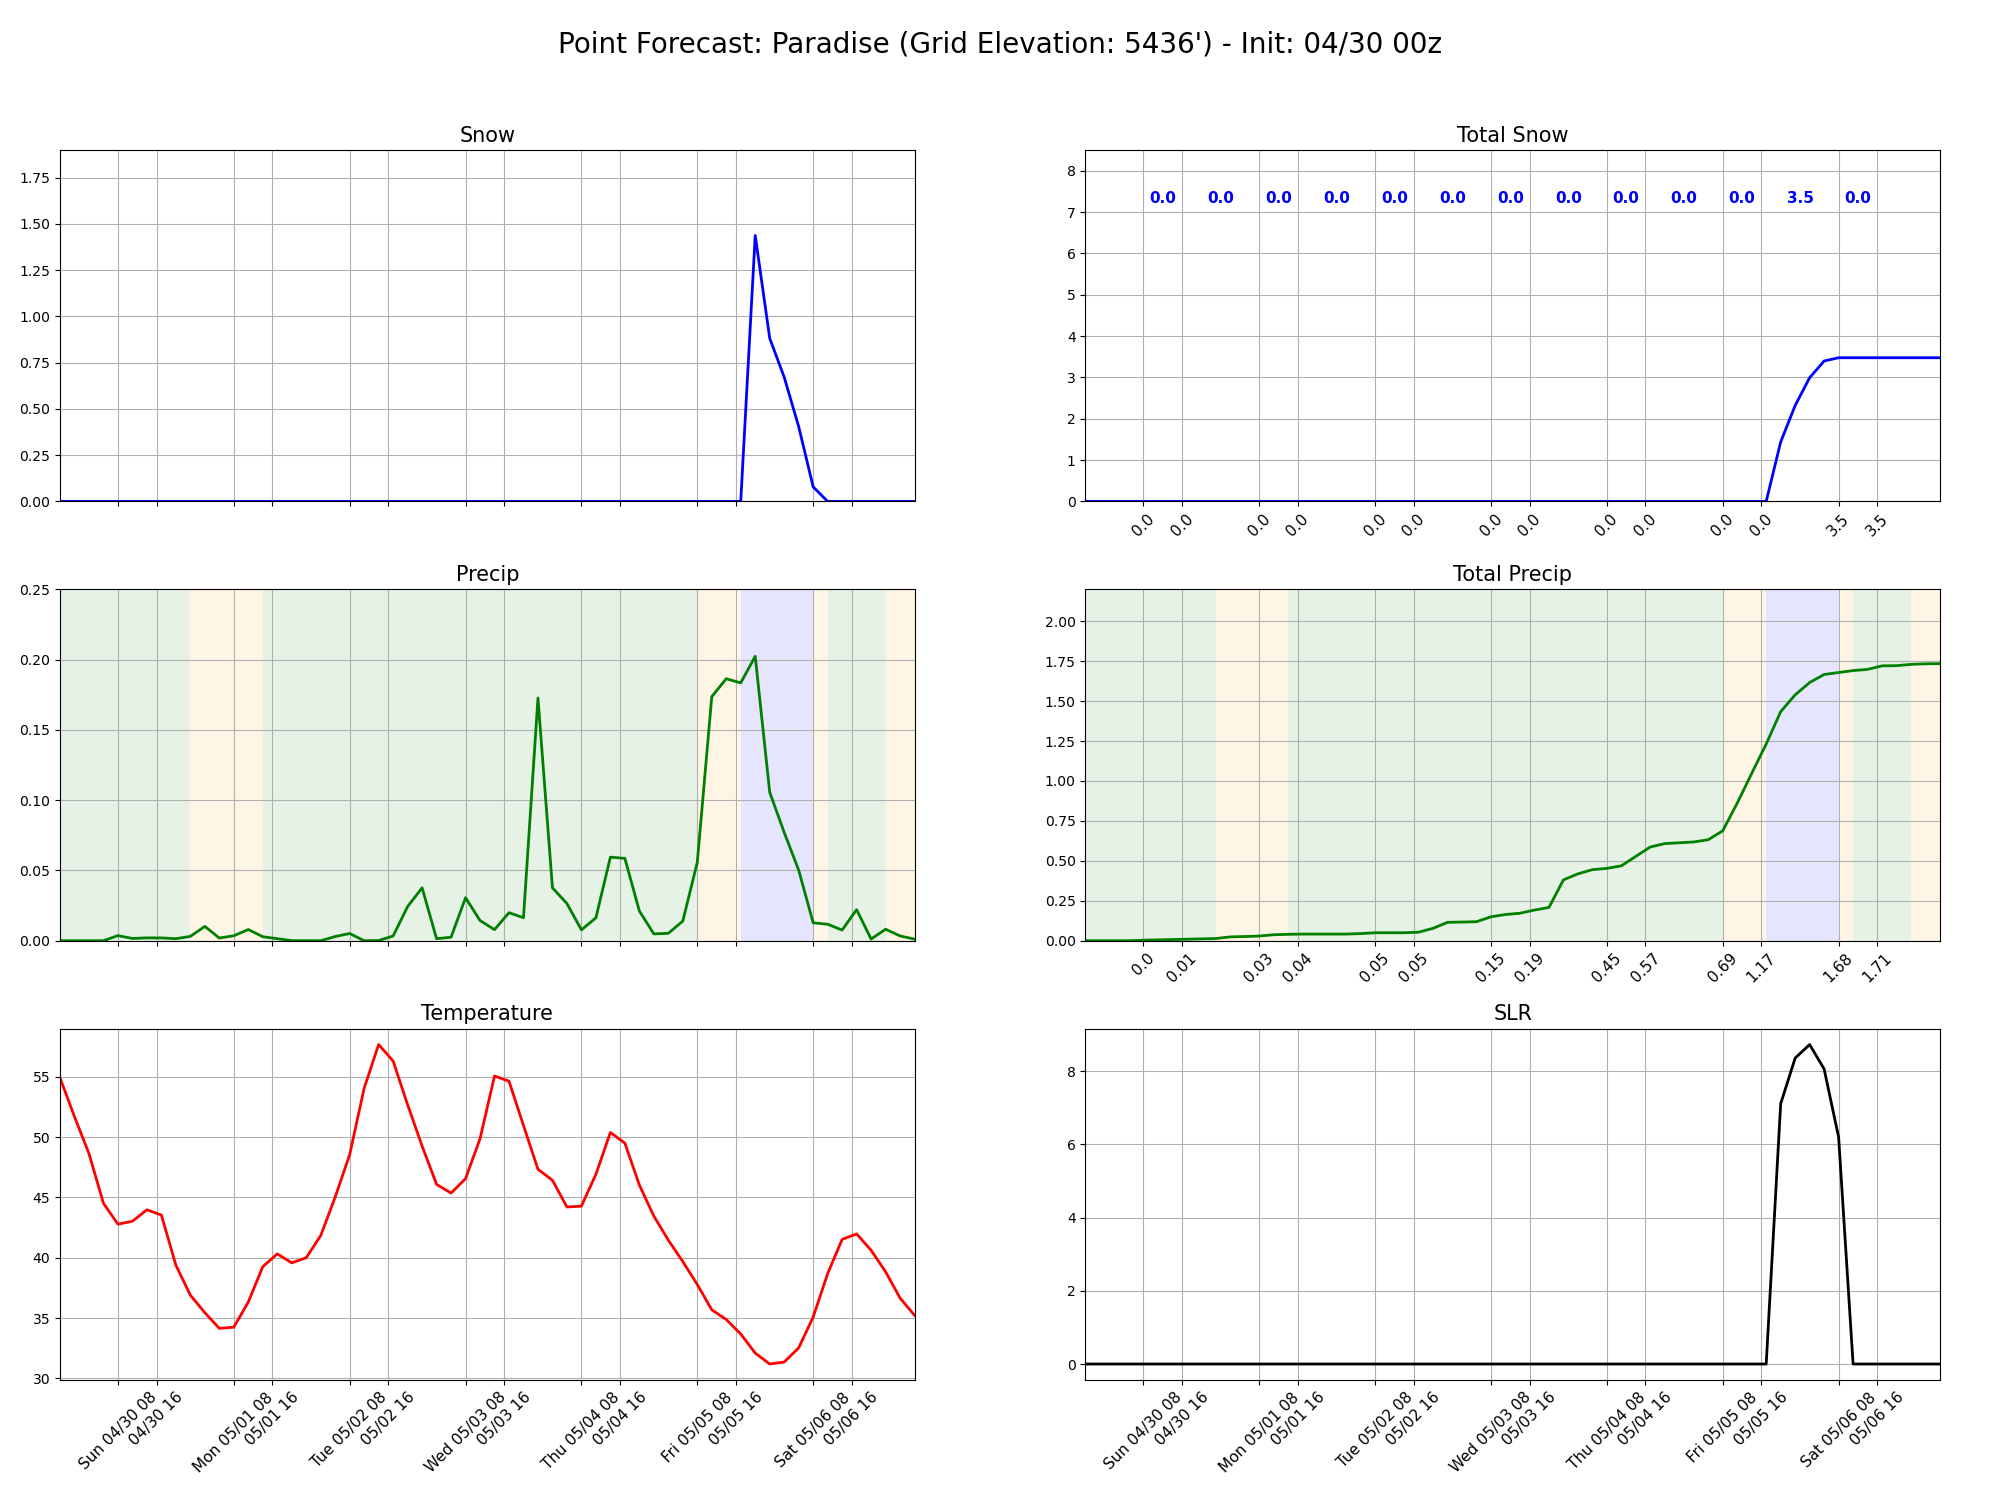 Point Forecast: Paradise (Grid Elevation: 5436') - Init: 04/30 00z
Snow
1.75
1.50
1.25
1.00
0.75
0.50
0.25
0.00
Total Snow
8
7
6
5
4
3
2
1
0
0.0 0.0 0.0 0.0 0.0 0.0 0.0 0.0 0.0 0.0 0.0 3.5 0.0
0.0 0.0 0.0 0.0 0.0 0.0 0.0 0.0 0.0 0.0 0.0 0.0 3.5 3.5
Precip
0.25
0.20
0.15
0.10
0.05
0.00
Total Precip
2.00
1.75
1.50
1.25
1.00
0.75
0.50
0.25
0.00
0.0 0.01 0.03 0.04 0.05 0.05 0.15 0.19 0.45 0.57 0.69 1.17 1.68 1.71
Temperature
55
50
45
40
35
30
Sun 04/30 08
04/30 16
Mon 05/01 08
05/01 16
Tue 05/02 08
05/02 16
Wed 05/03 08
05/03 16
Thu 05/04 08
05/04 16
Fri 05/05 08
05/05 16
Sat 05/06 08
05/06 16
SLR
8
6
4
2
0
Sun 04/30 08
04/30 16
Mon 05/01 08
05/01 16
Tue 05/02 08
05/02 16
Wed 05/03 08
05/03 16
Thu 05/04 08
05/04 16
Fri 05/05 08
05/05 16
Sat 05/06 08
05/06 16